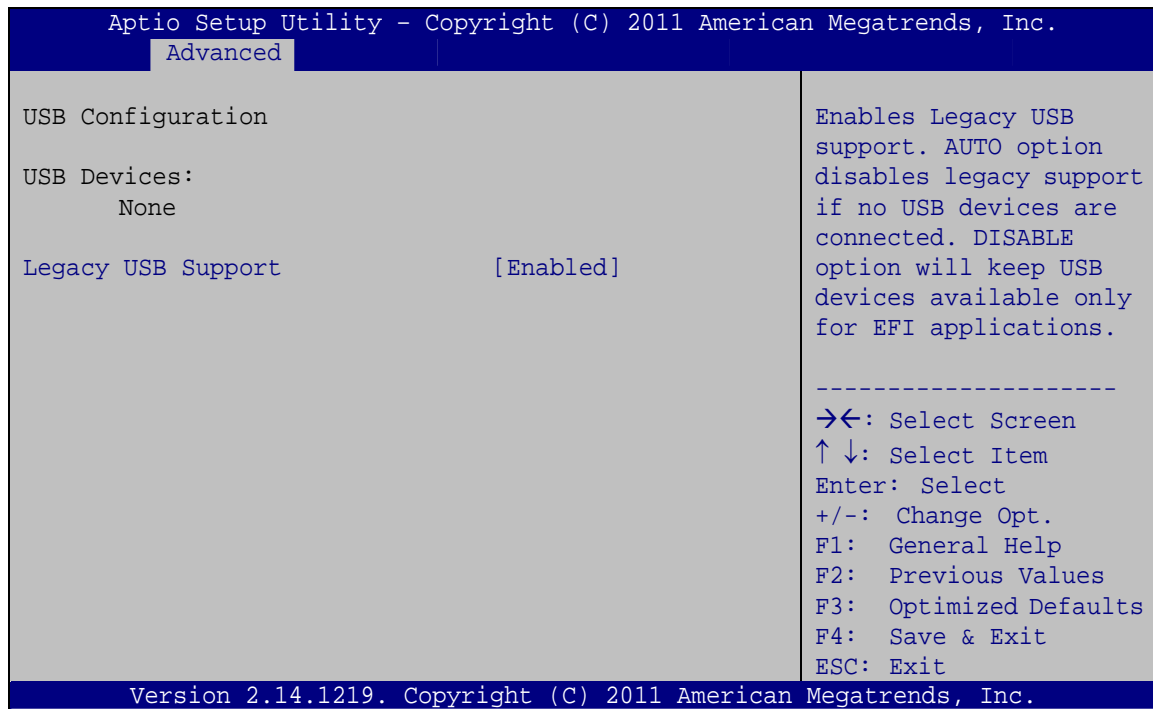 Aptio Setup Utility – Copyright (C) 2011 American Megatrends, Inc.
Advanced
USB Configuration
USB Devices:
None
Legacy USB Support [Enabled]
Enables Legacy USB
support. AUTO option
disables legacy support
if no USB devices are
connected. DISABLE
option will keep USB
devices available only
for EFI applications.
---------------------
→←: Select Screen
↑ ↓: Select Item
Enter: Select
+/-: Change Opt.
F1: General Help
F2: Previous Values
F3: Optimized Defaults
F4: Save & Exit
ESC: Exit
Version 2.14.1219. Copyright (C) 2011 American Megatrends, Inc.